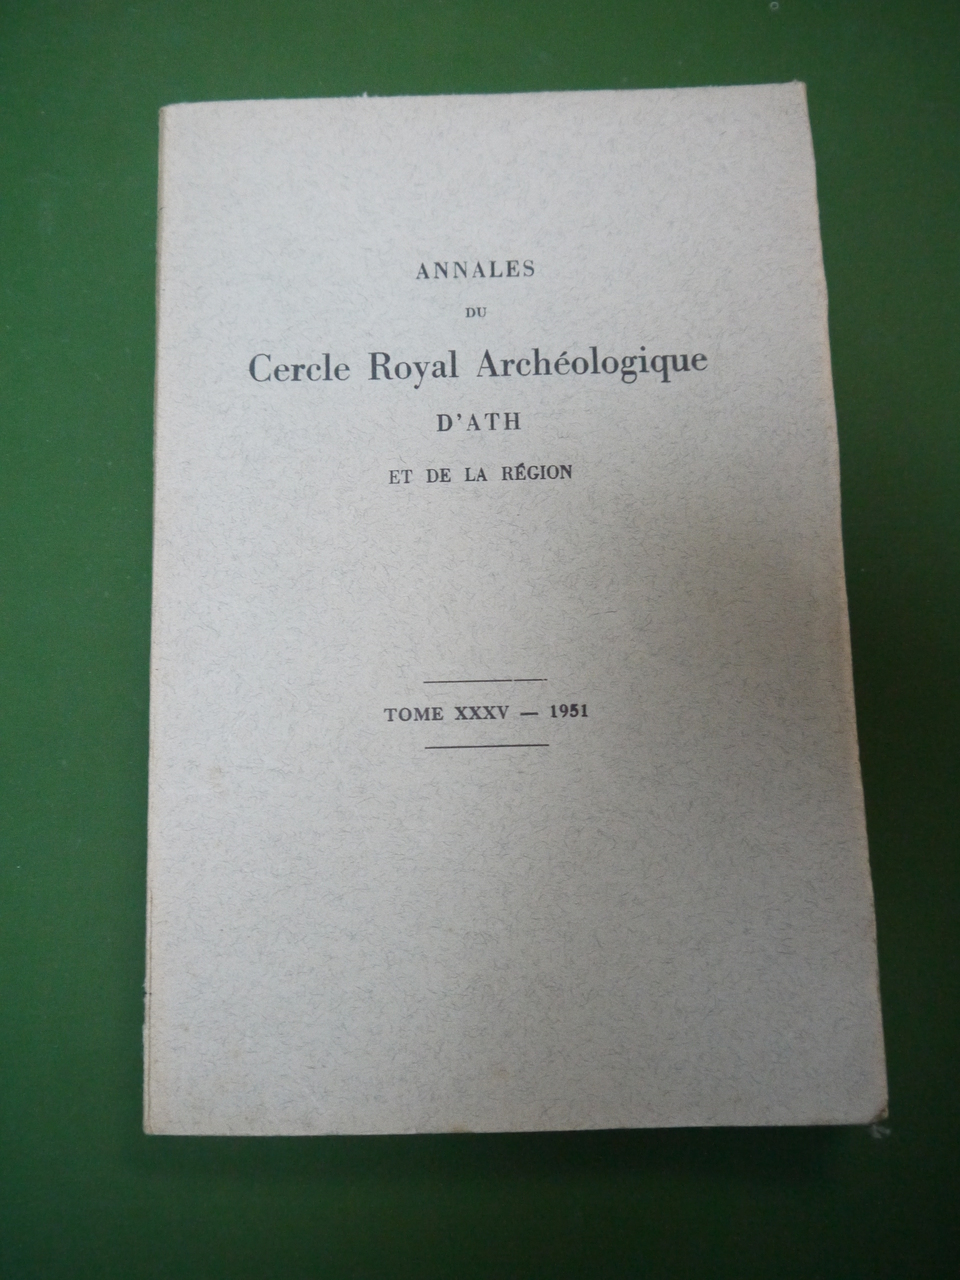 ANNALES
DU
Cercle Royal Archéologique
D'ATH
ET DE LA RÉGION
TOME XXXV — 1951